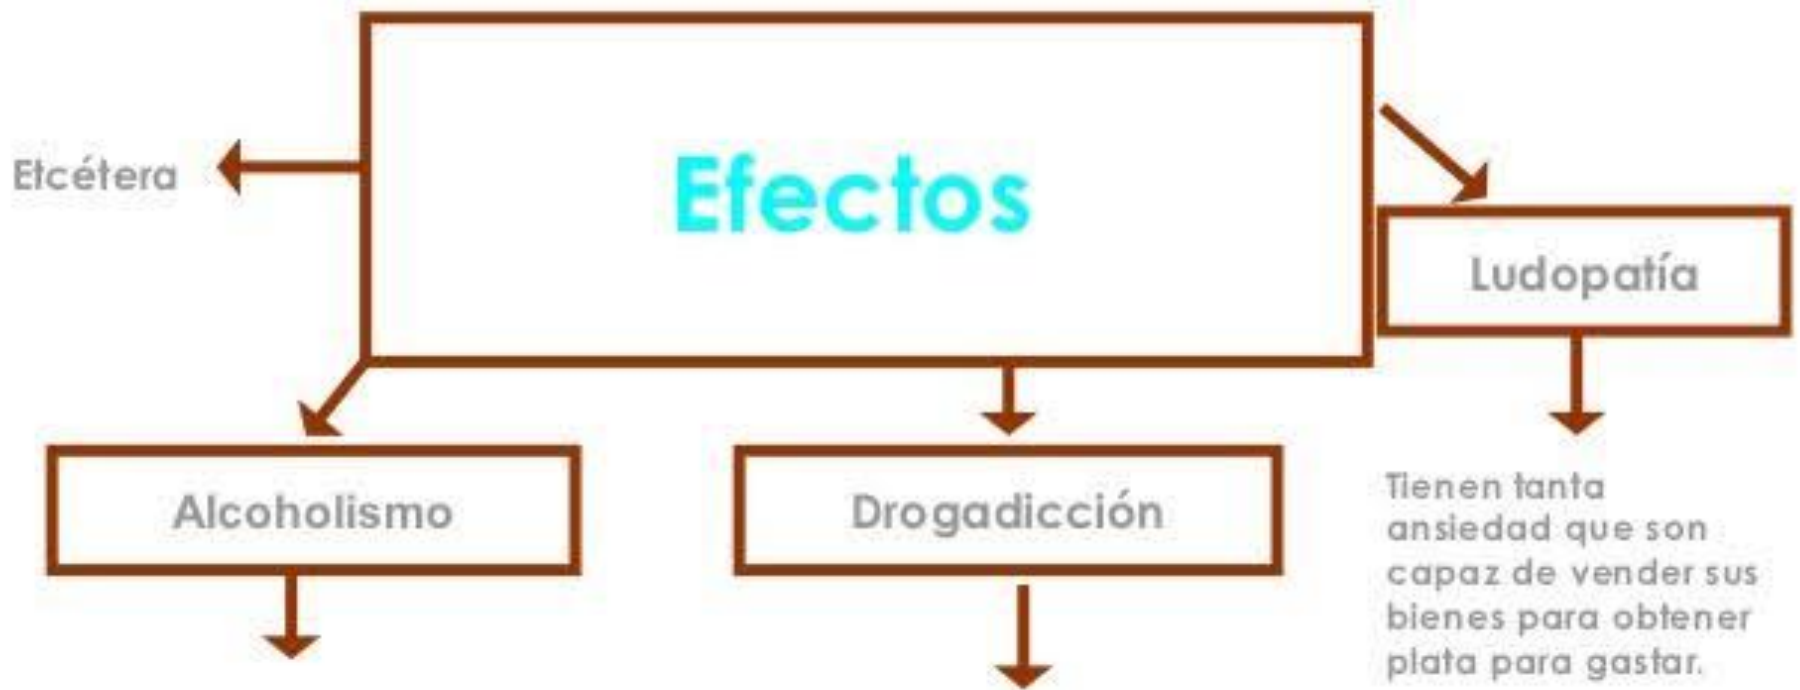 Efectos
Etcétera
Ludopatía
Alcoholismo
Drogadicción
Tienen tanta
ansiedad que son
capaz de vender sus
bienes para obtener
plata para gastar.